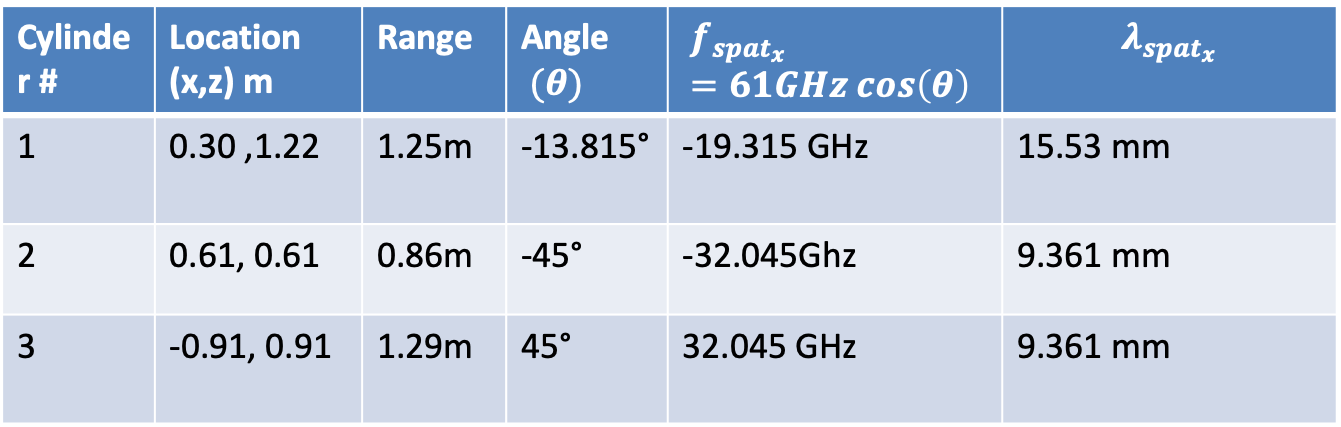 Cylinde Location Range Angle f spatₓ λspatₓ
r # (x,z) m (θ) = 61GHz cos(θ)
1 0.30 ,1.22 1.25m -13.815° -19.315 GHz 15.53 mm
2 0.61, 0.61 0.86m -45° -32.045Ghz 9.361 mm
3 -0.91, 0.91 1.29m 45° 32.045 GHz 9.361 mm